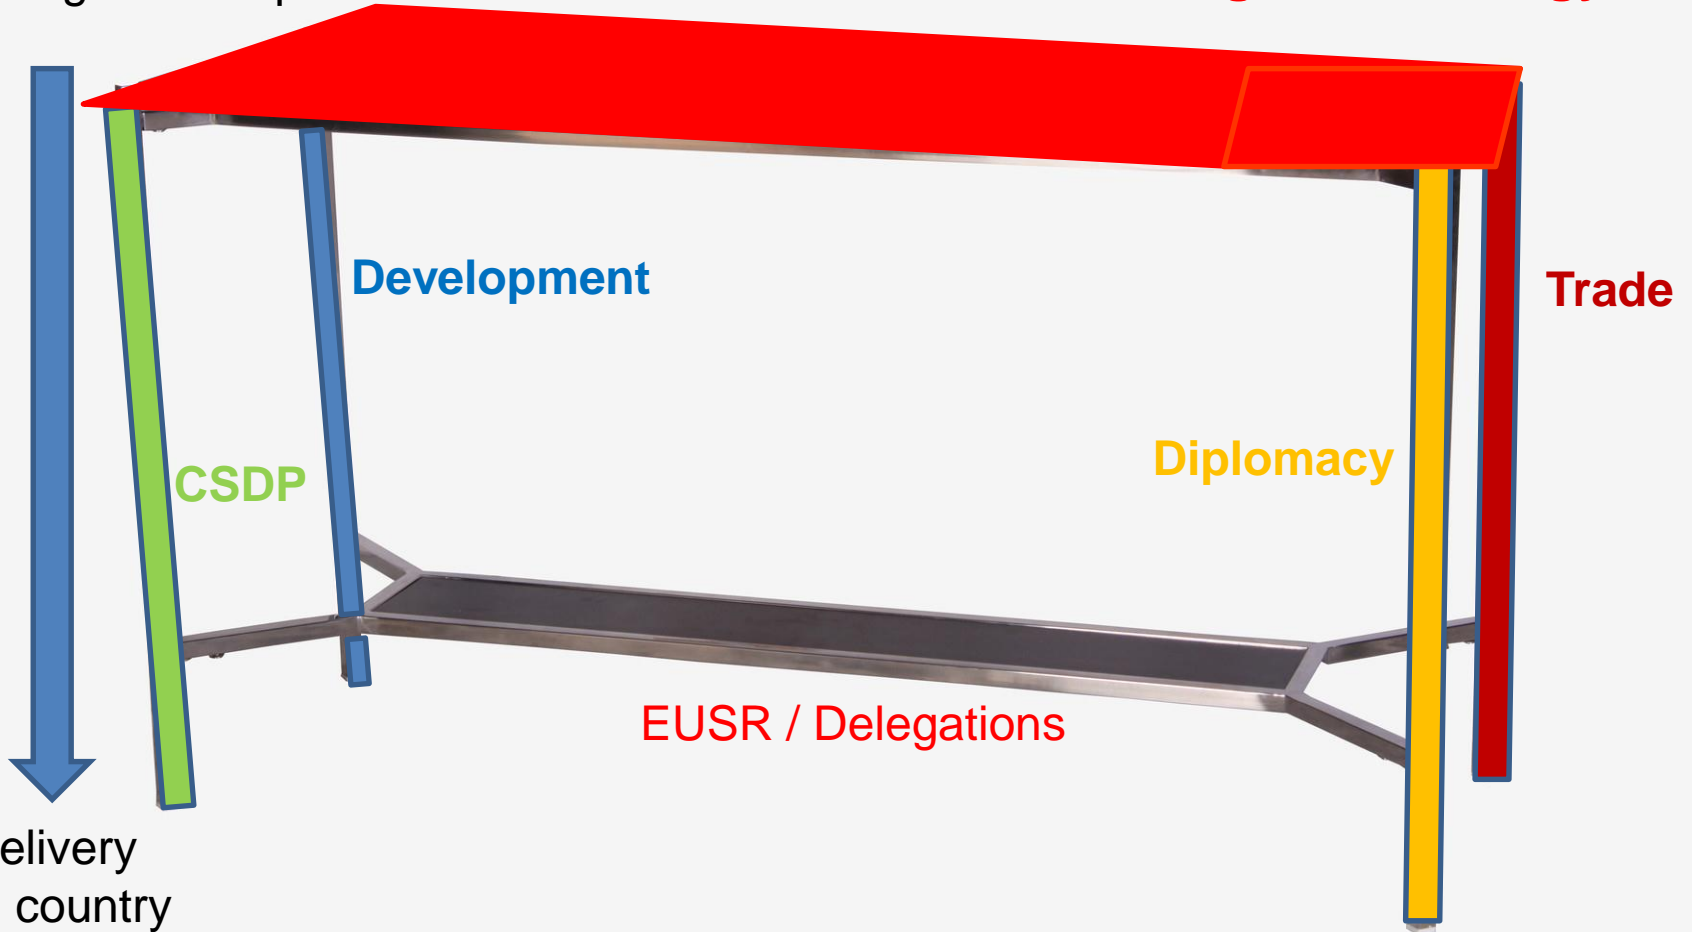 Development
Trade
Diplomacy
CSDP
EUSR / Delegations
elivery
country